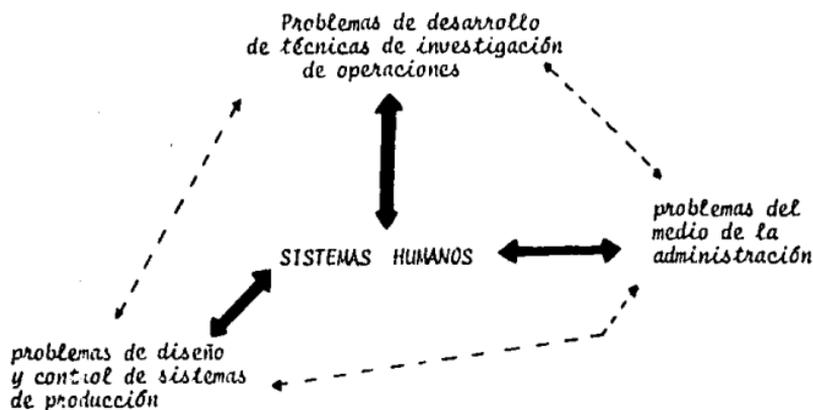 Problemas de desarrollo
de técnicas de investigación
de operaciones
problemas del
medio de la
administración
SISTEMAS HUMANOS
problemas de diseño
y control de sistemas
de producción